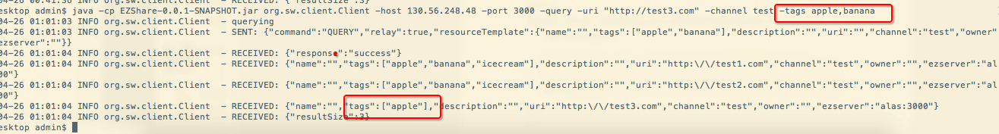 00:41:36 INFO org.sw.client.Client - RECEIVED: {"resultSize":3}
esktop admin$ java -cp EZShare-0.0.1-SNAPSHOT.jar org.sw.client.Client -host 130.56.248.48 -port 3000 -query -uri "http://test3.com" -channel test -tags apple,banana
04-26 01:01:03 INFO org.sw.client.Client - querying
04-26 01:01:03 INFO org.sw.client.Client - SENT: {"command":"QUERY","relay":true,"resourceTemplate":{"name":"","tags":["apple","banana"],"description":"","uri":"","channel":"test","owner"
ezserver":""}}
04-26 01:01:04 INFO org.sw.client.Client - RECEIVED: {"response":"success"}
04-26 01:01:04 INFO org.sw.client.Client - RECEIVED: {"name":"","tags":["apple","banana","icecream"],"description":"","uri":"http:\/\/test1.com","channel":"test","owner":"","ezserver":"al
00"}
04-26 01:01:04 INFO org.sw.client.Client - RECEIVED: {"name":"","tags":["apple","banana","icecream"],"description":"","uri":"http:\/\/test2.com","channel":"test","owner":"","ezserver":"al
00"}
04-26 01:01:04 INFO org.sw.client.Client - RECEIVED: {"name":"","tags":["apple"],"description":"","uri":"http:\/\/test3.com","channel":"test","owner":"","ezserver":"alas:3000"}
04-26 01:01:04 INFO org.sw.client.Client - RECEIVED: {"resultSize":3}
esktop admin$